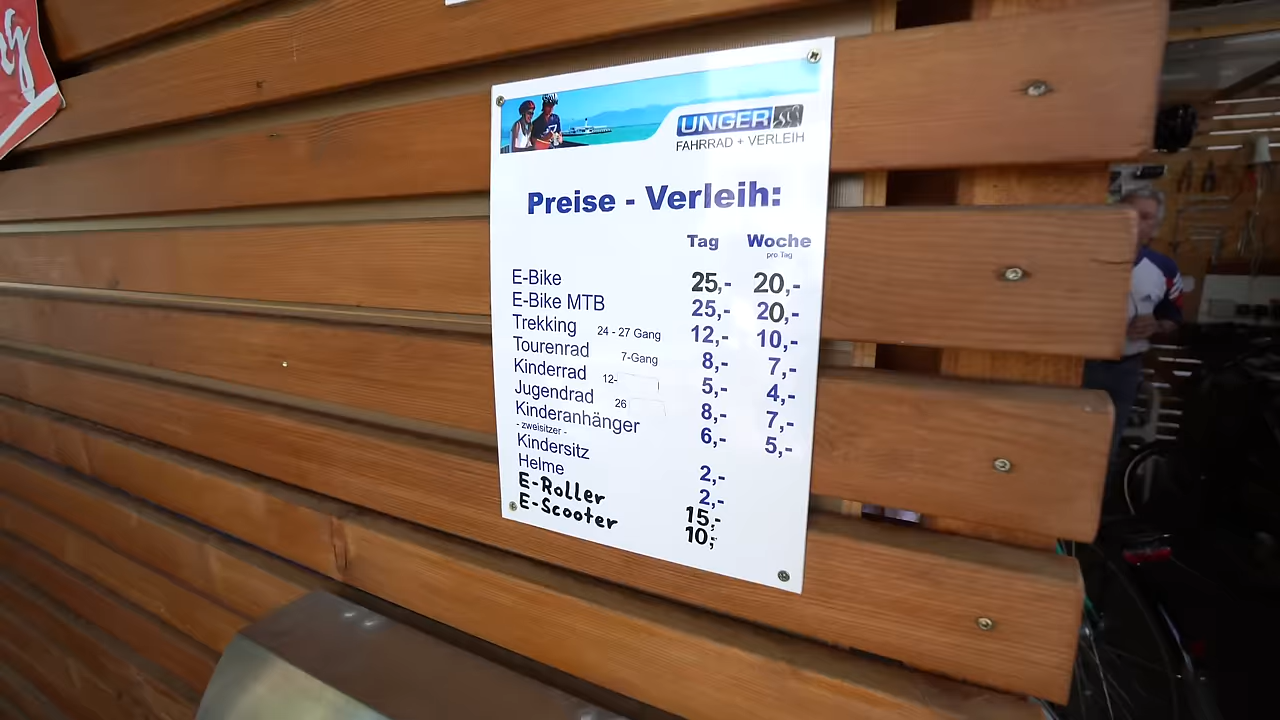 UNGER
FAHRRAD + VERLEIH
Preise - Verleih:
Tag Woche
pro Tag
E-Bike 25,- 20,-
E-Bike MTB 25,- 20,-
Trekking 24 - 27 Gang 12,- 10,-
Tourenrad 7-Gang 8,- 7,-
Kinderrad 12- 5,- 4,-
Jugendrad 26 8,- 7,-
Kinderanhänger 6,- 5,-
- zweisitzer -
Kindersitz 2,-
Helme 2,-
E-Roller 15,-
E-Scooter 10,-